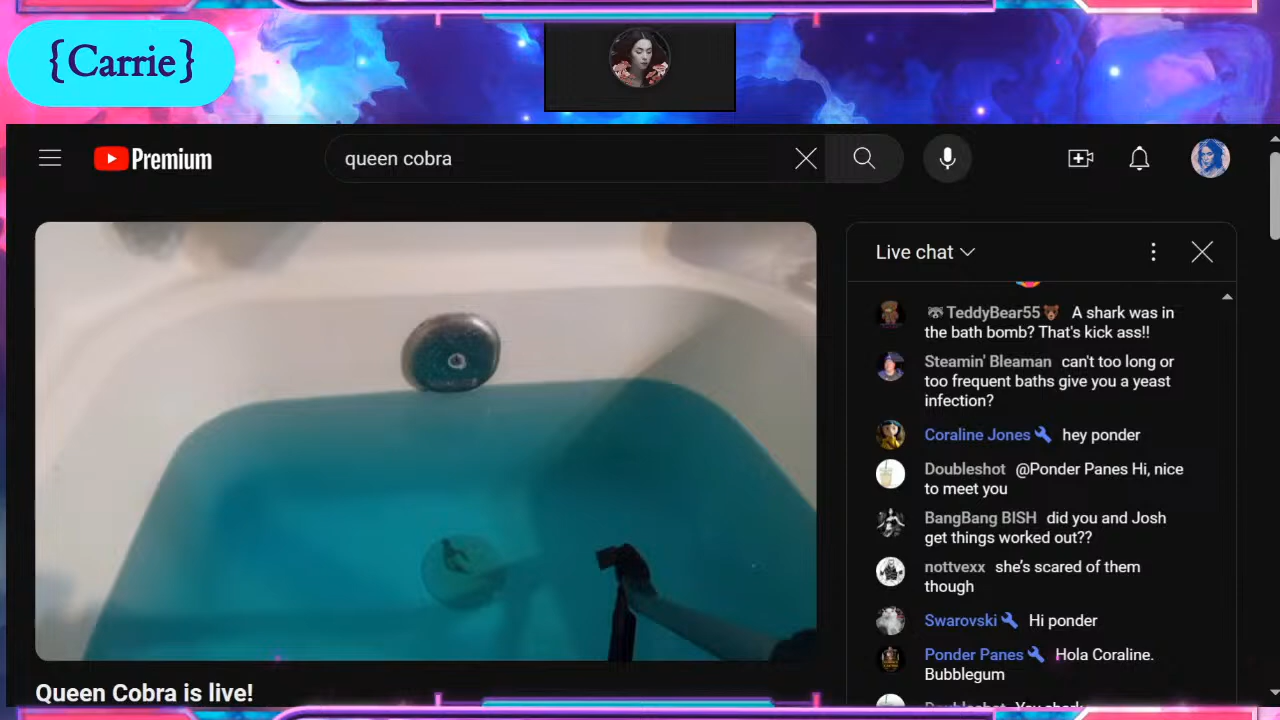 {Carrie}
Premium
queen cobra
Live chat
TeddyBear55 A shark was in
the bath bomb? That's kick ass!!
Steamin' Bleaman can't too long or
too frequent baths give you a yeast
infection?
Coraline Jones hey ponder
Doubleshot @Ponder Panes Hi, nice
to meet you
BangBang BISH did you and Josh
get things worked out??
nottvexx she's scared of them
though
Swarovski Hi ponder
Ponder Panes Hola Coraline.
Bubblegum
Queen Cobra is live!